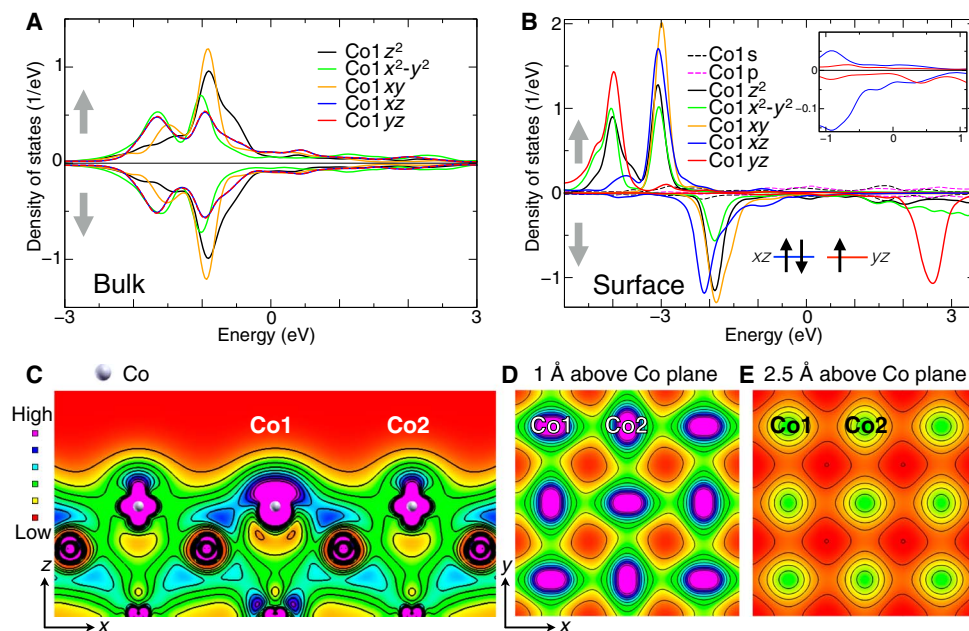 A
Density of states (1/eV)
1
0
−1
Co1 z²
Co1 x²-y²
Co1 xy
Co1 xz
Co1 yz
Bulk
−3
0
3
Energy (eV)
B
Density of states (1/eV)
2
1
0
−1
Co1 s
Co1 p
Co1 z²
Co1 x²-y²
Co1 xy
Co1 xz
Co1 yz
0
−0.1
−1
0
1
xz
yz
Surface
−3
0
3
Energy (eV)
C
Co
High
Low
Co1
Co2
z
x
D 1 Å above Co plane
Co1
Co2
y
x
E 2.5 Å above Co plane
Co1
Co2